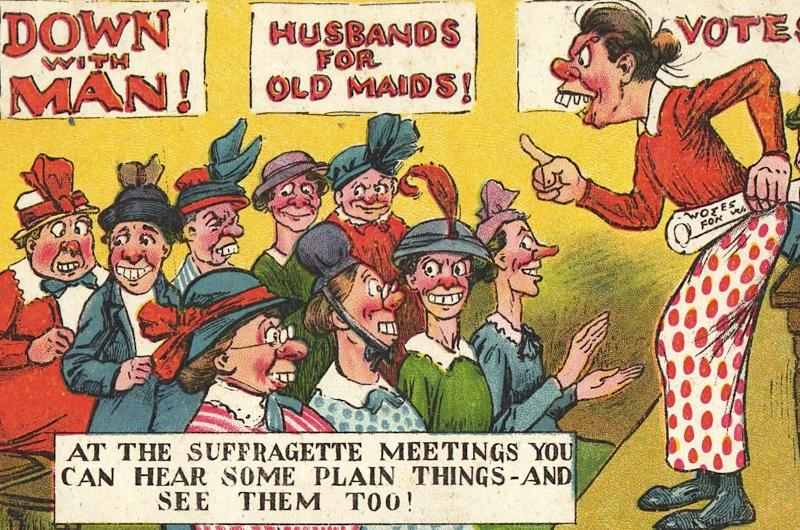 DOWN
WITH
MAN!
HUSBANDS
FOR
OLD MAIDS!
VOTES
VOTES
FOR W.
AT THE SUFFRAGETTE MEETINGS YOU
CAN HEAR SOME PLAIN THINGS-AND
SEE THEM TOO!